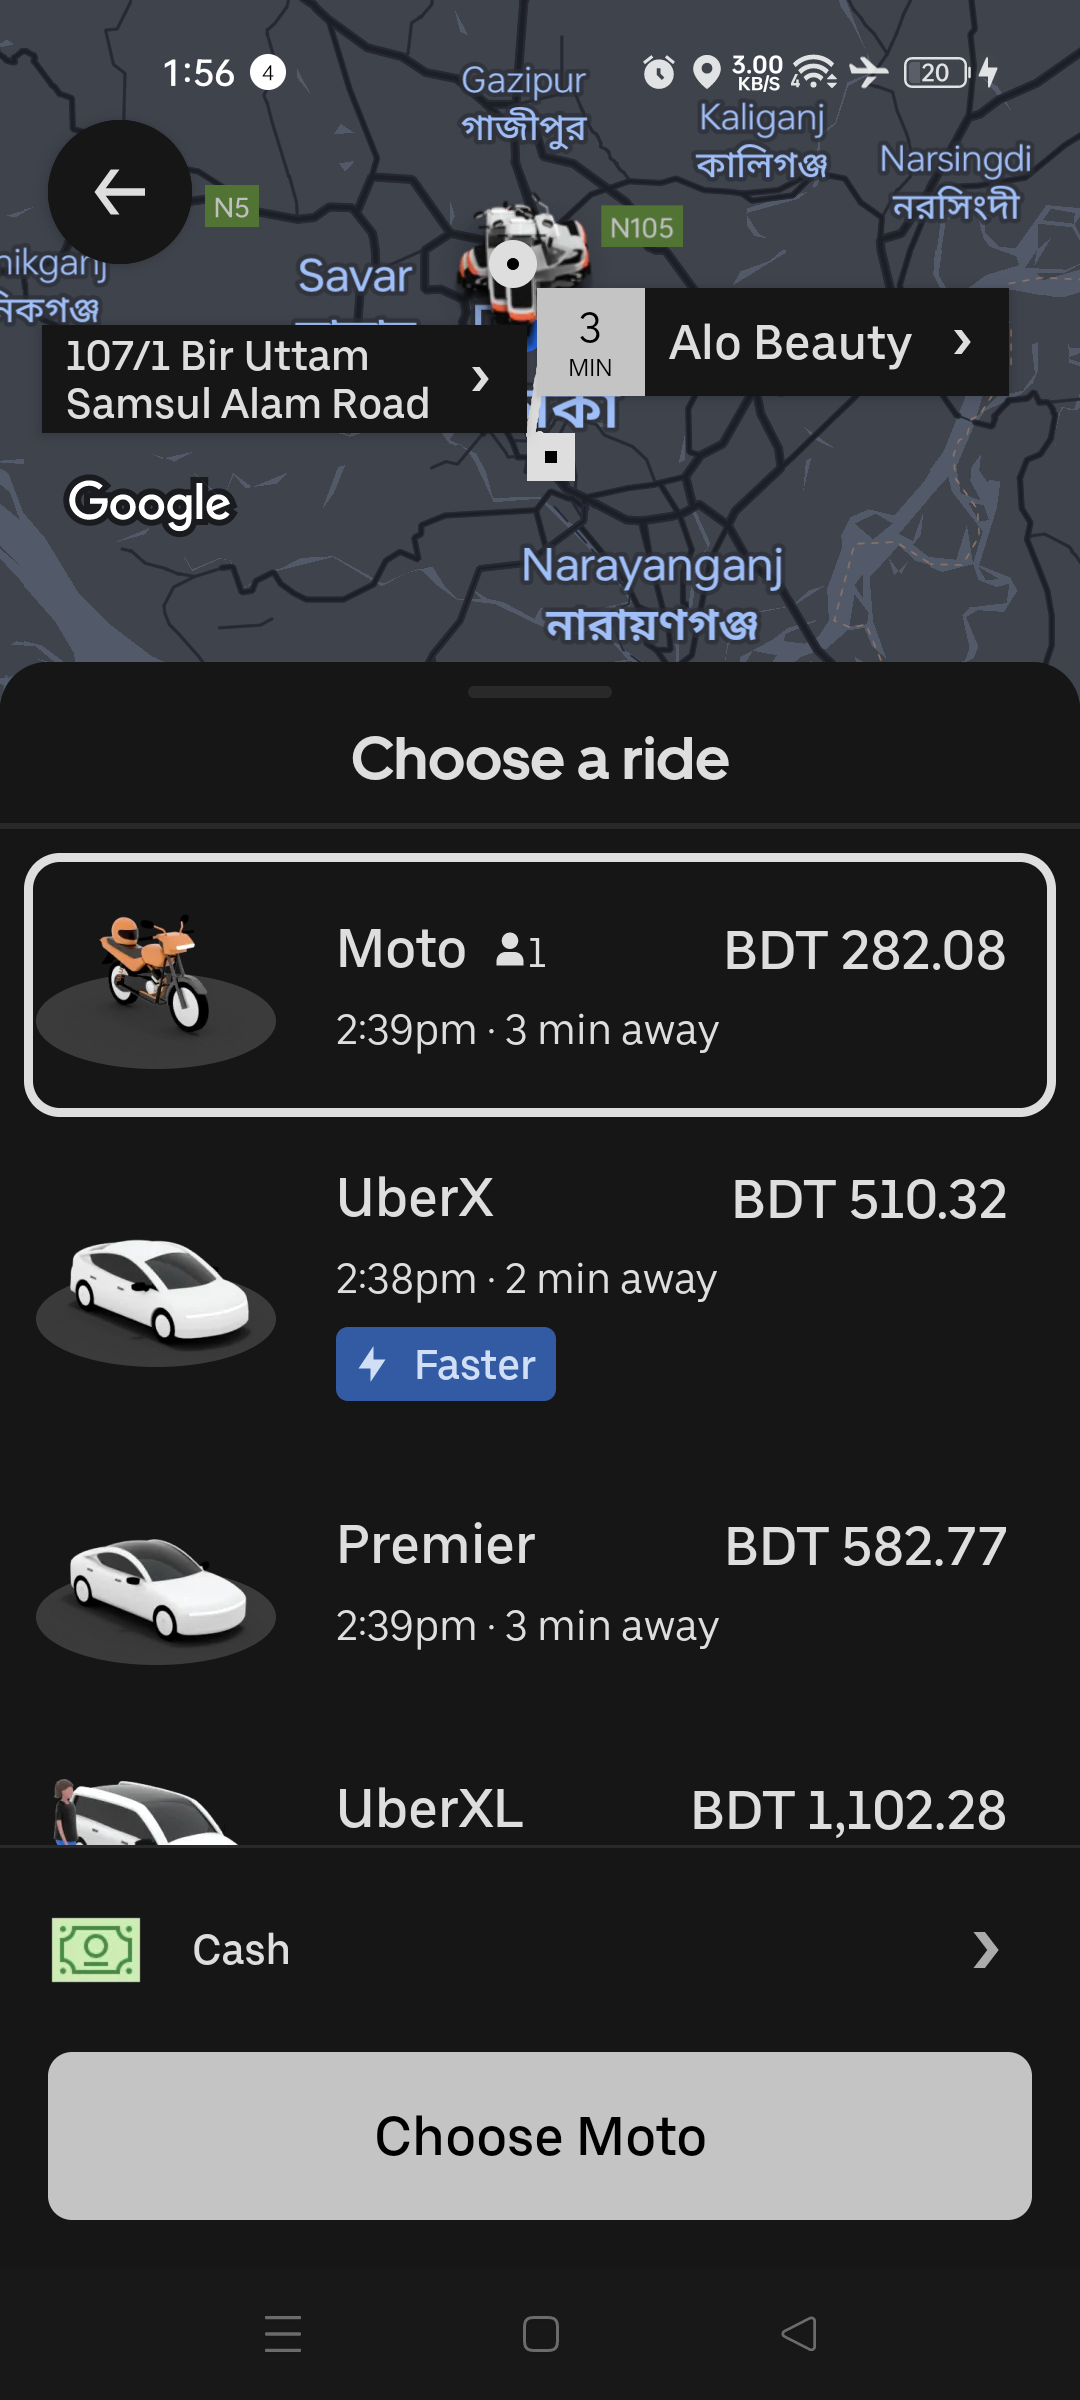 1:56 4 3.00 KB/S 4 20
Gazipur
গাজীপুর
Kaliganj
কালিগঞ্জ
Narsingdi
নরসিংদী
N5
N105
Savar
107/1 Bir Uttam
Samsul Alam Road
3
MIN
Alo Beauty
Google
Narayanganj
নারায়ণগঞ্জ
Choose a ride
Moto 1 BDT 282.08
2:39pm · 3 min away
UberX BDT 510.32
2:38pm · 2 min away
Faster
Premier BDT 582.77
2:39pm · 3 min away
UberXL BDT 1,102.28
Cash
Choose Moto